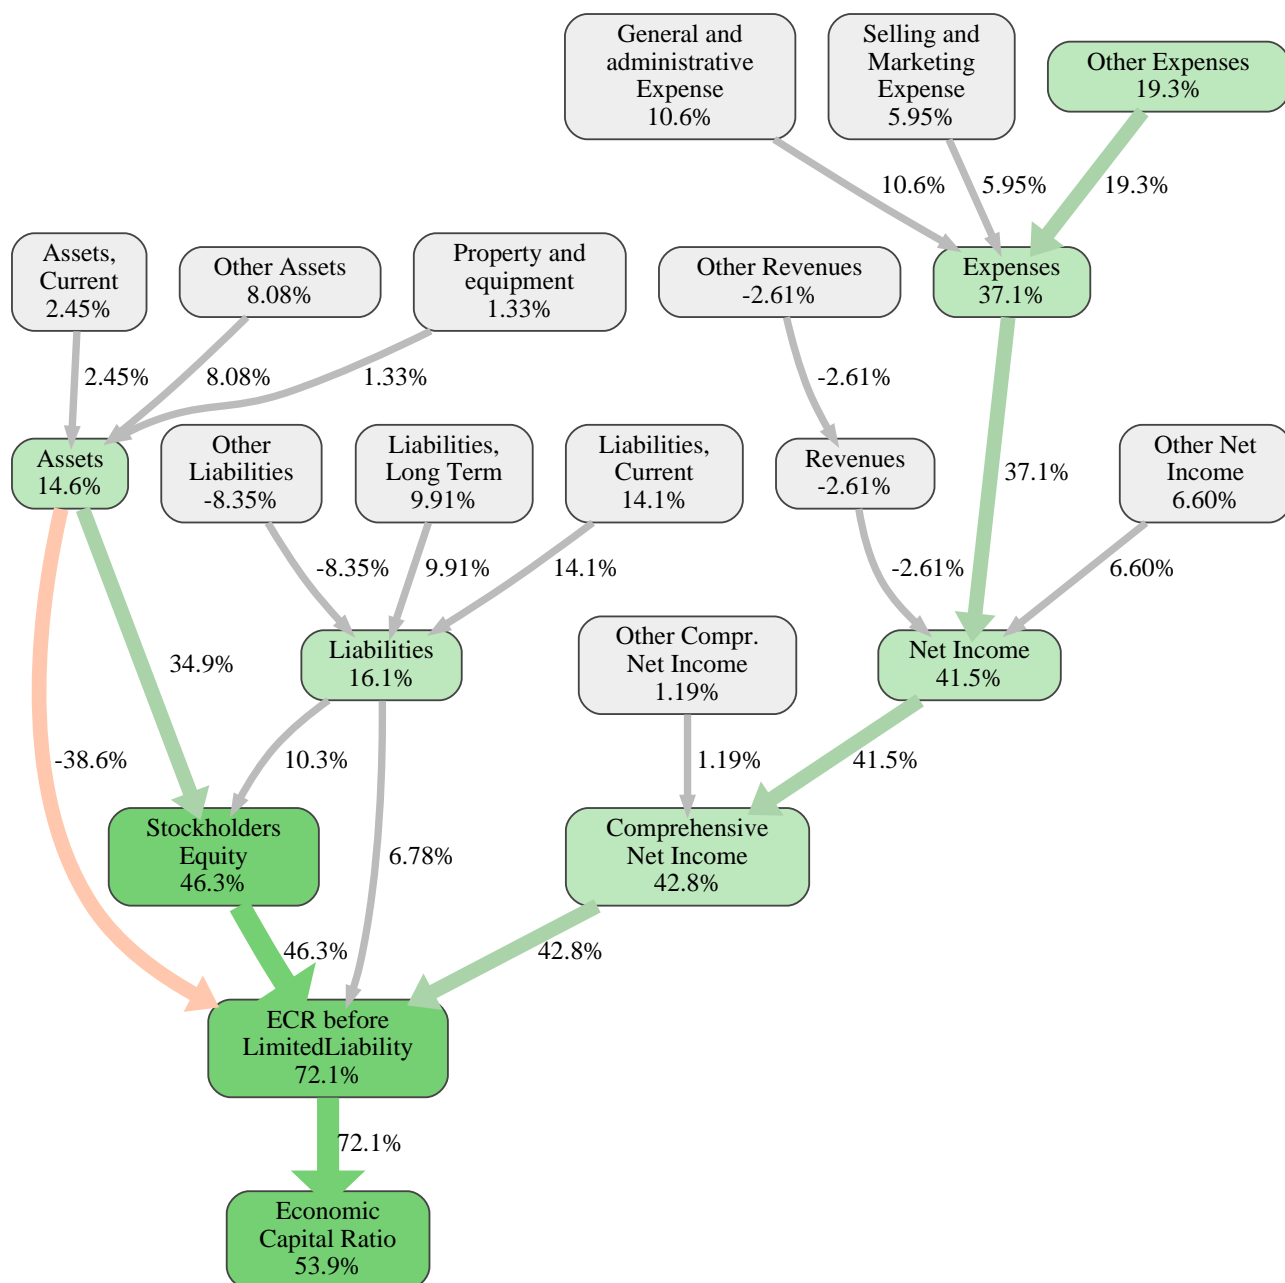 General and
administrative
Expense
10.6%
Selling and
Marketing
Expense
5.95%
Other Expenses
19.3%
10.6%
5.95%
19.3%
Assets,
Current
2.45%
Other Assets
8.08%
Property and
equipment
1.33%
Other Revenues
-2.61%
Expenses
37.1%
2.45%
8.08%
1.33%
-2.61%
37.1%
Assets
14.6%
Other
Liabilities
-8.35%
Liabilities,
Long Term
9.91%
Liabilities,
Current
14.1%
Revenues
-2.61%
Other Net
Income
6.60%
-8.35%
9.91%
14.1%
-2.61%
6.60%
34.9%
Liabilities
16.1%
Other Compr.
Net Income
1.19%
Net Income
41.5%
-38.6%
10.3%
1.19%
41.5%
Stockholders
Equity
46.3%
6.78%
Comprehensive
Net Income
42.8%
46.3%
42.8%
ECR before
LimitedLiability
72.1%
72.1%
Economic
Capital Ratio
53.9%